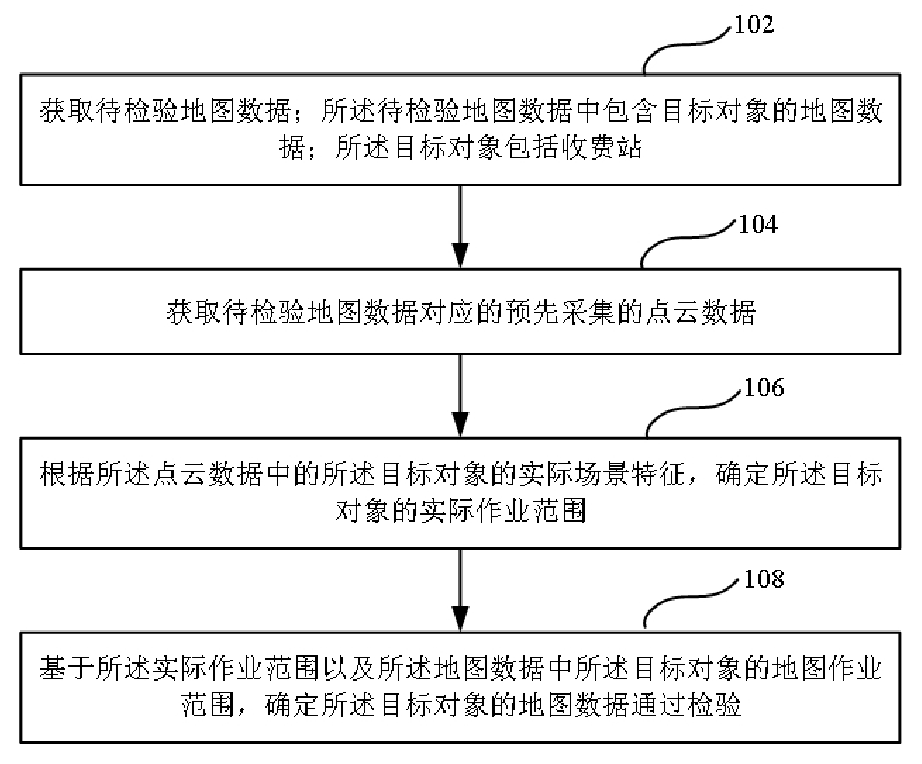 102
获取待检验地图数据；所述待检验地图数据中包含目标对象的地图数
据；所述目标对象包括收费站
104
获取待检验地图数据对应的预先采集的点云数据
106
根据所述点云数据中的所述目标对象的实际场景特征，确定所述目标
对象的实际作业范围
108
基于所述实际作业范围以及所述地图数据中所述目标对象的地图作业
范围，确定所述目标对象的地图数据通过检验